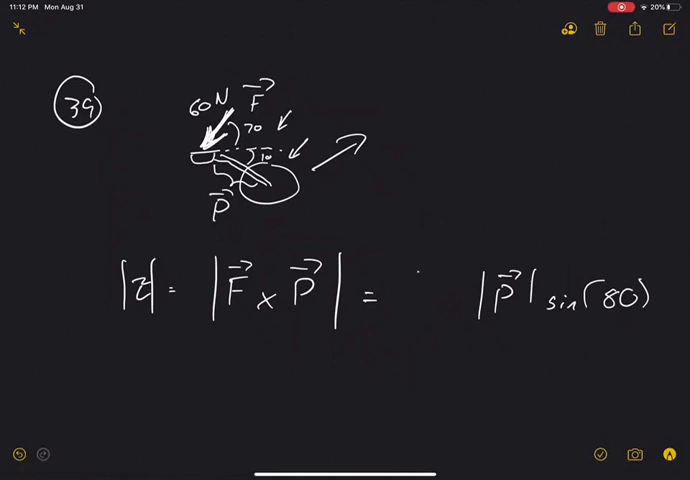 11:12 PM Mon Aug 31
20%
39
60N F
70
10
P
|τ| = |F × P| = |P| sin(80)